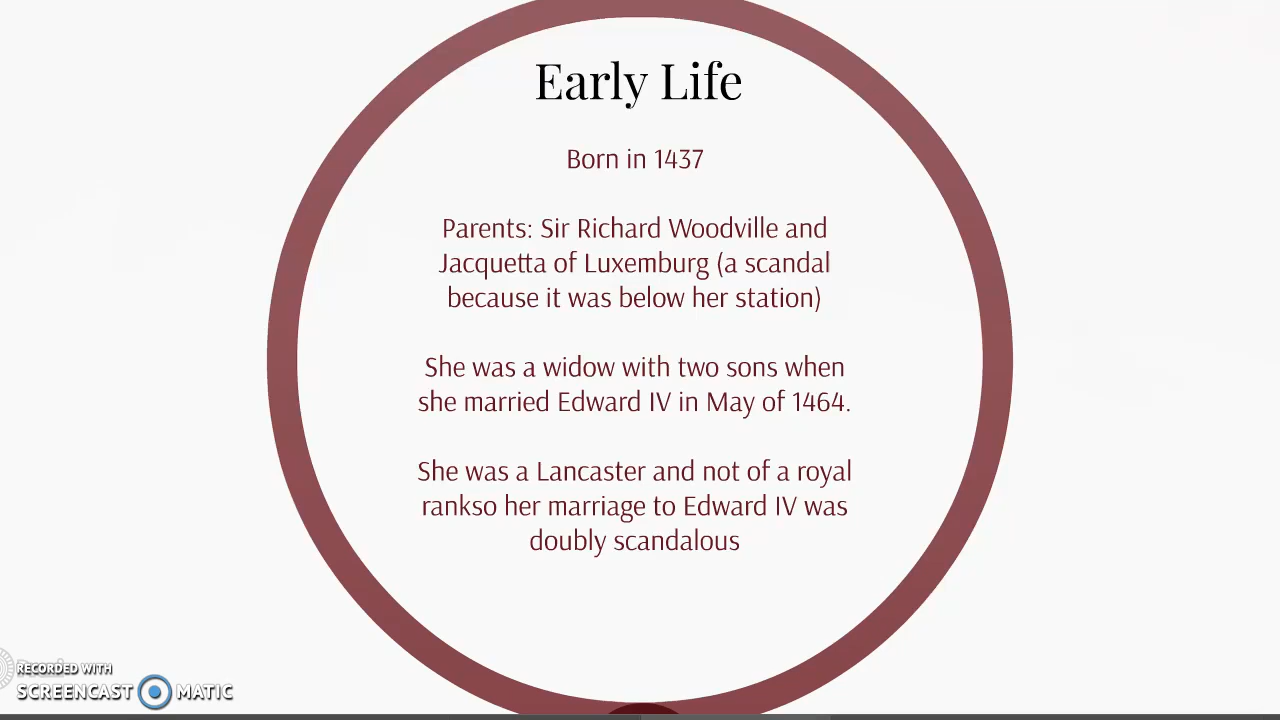 Early Life
Born in 1437
Parents: Sir Richard Woodville and
Jacquetta of Luxemburg (a scandal
because it was below her station)
She was a widow with two sons when
she married Edward IV in May of 1464.
She was a Lancaster and not of a royal
rankso her marriage to Edward IV was
doubly scandalous
RECORDED WITH
SCREENCAST MATIC